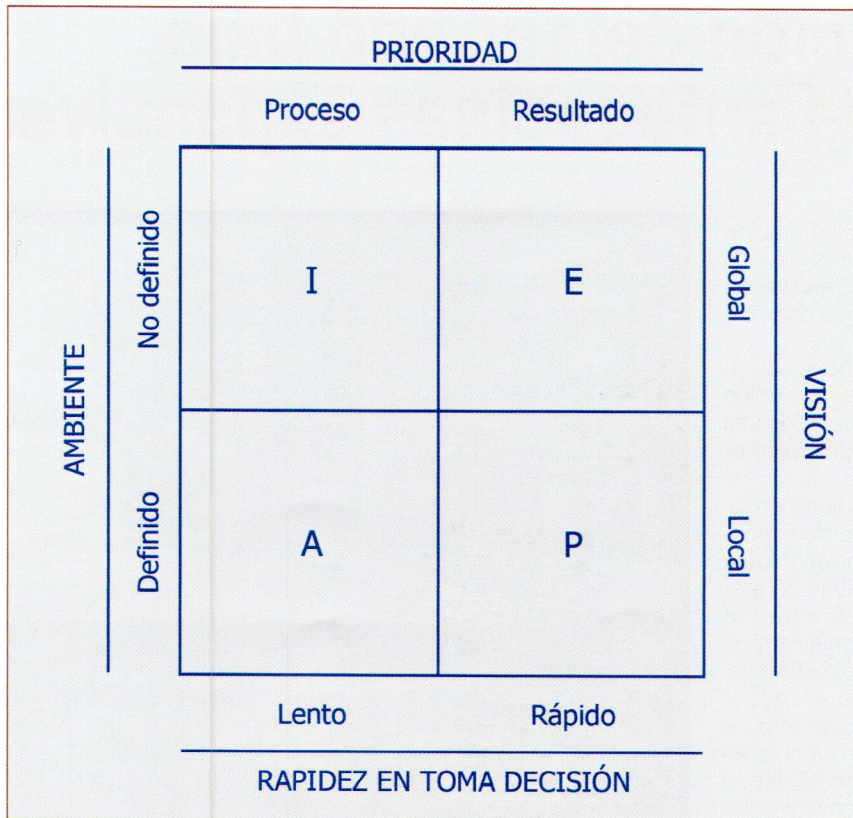 PRIORIDAD
Proceso Resultado
AMBIENTE
No definido
I E
Global
VISIÓN
Definido
A P
Local
Lento Rápido
RAPIDEZ EN TOMA DECISIÓN